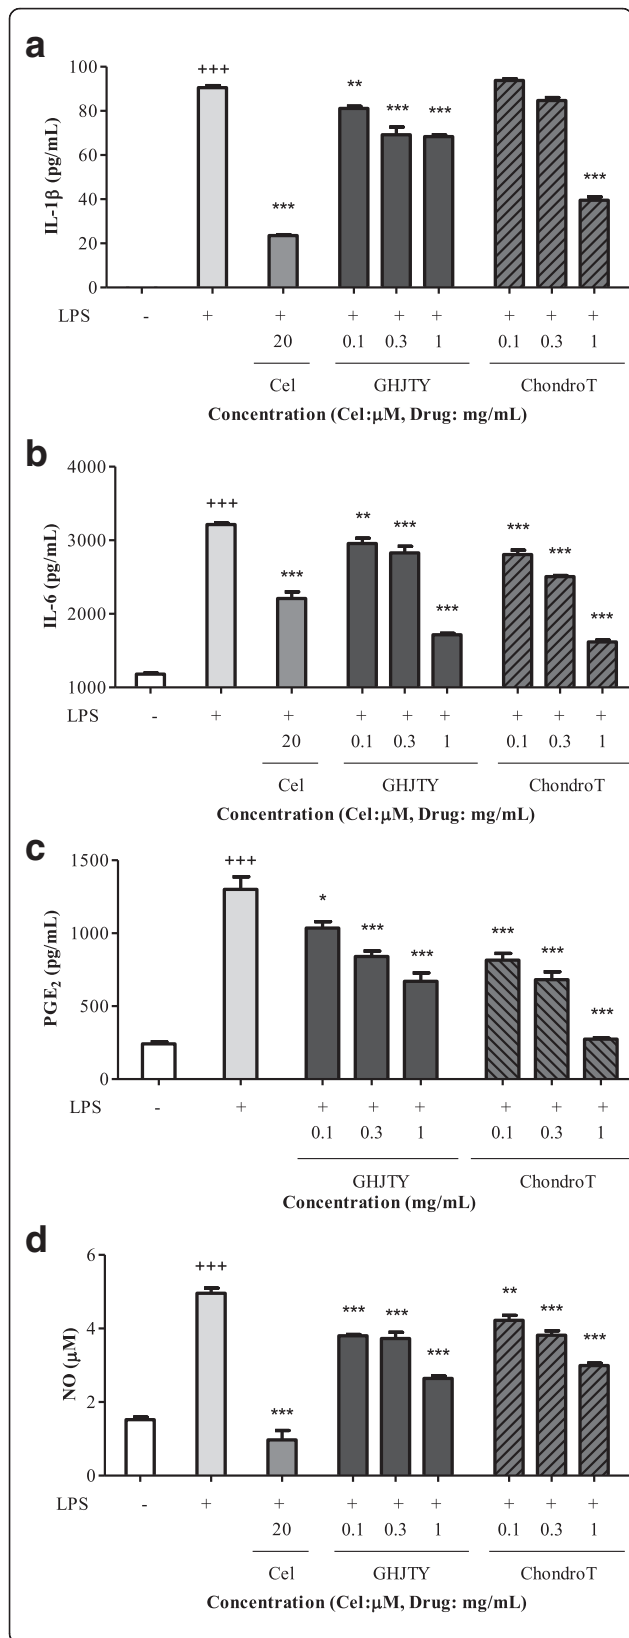 a
100
80
60
40
20
0
IL-1β (pg/mL)
+++
***
**
***
***
***
LPS - + + + + + + + +
20 0.1 0.3 1 0.1 0.3 1
Cel GHJTY ChondroT
Concentration (Cel:μM, Drug: mg/mL)
b
4000
3000
2000
1000
IL-6 (pg/mL)
+++
***
**
***
***
***
***
***
LPS - + + + + + + + +
20 0.1 0.3 1 0.1 0.3 1
Cel GHJTY ChondroT
Concentration (Cel:μM, Drug: mg/mL)
c
1500
1000
500
0
PGE₂ (pg/mL)
+++
*
***
***
***
***
***
LPS - + + + + + + +
0.1 0.3 1 0.1 0.3 1
GHJTY ChondroT
Concentration (mg/mL)
d
6
4
2
0
NO (μM)
+++
***
***
***
***
**
***
***
LPS - + + + + + + + +
20 0.1 0.3 1 0.1 0.3 1
Cel GHJTY ChondroT
Concentration (Cel:μM, Drug: mg/mL)